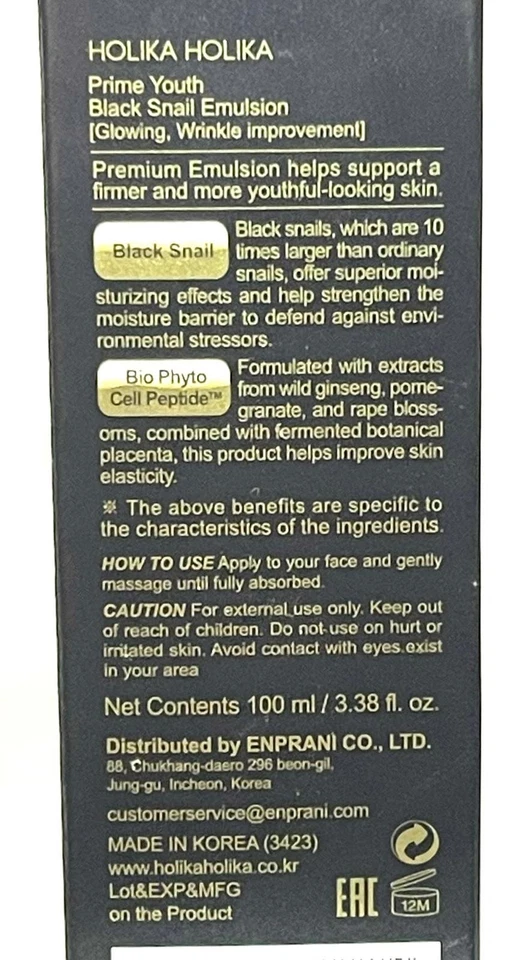 HOLIKA HOLIKA
Prime Youth
Black Snail Emulsion
[Glowing, Wrinkle improvement]
Premium Emulsion helps support a
firmer and more youthful-looking skin.
Black Snail
Black snails, which are 10
times larger than ordinary
snails, offer superior moi-
sturizing effects and help strengthen the
moisture barrier to defend against envi-
ronmental stressors.
Bio Phyto
Cell Peptide™
Formulated with extracts
from wild ginseng, pome-
granate, and rape bloss-
oms, combined with fermented botanical
placenta, this product helps improve skin
elasticity.
※ The above benefits are specific to
the characteristics of the ingredients.
HOW TO USE Apply to your face and gently
massage until fully absorbed.
CAUTION For external use only. Keep out
of reach of children. Do not use on hurt or
irritated skin. Avoid contact with eyes.exist
in your area
Net Contents 100 ml / 3.38 fl. oz.
Distributed by ENPRANI CO., LTD.
88, Chukhang-daero 296 beon-gil,
Jung-gu, Incheon, Korea
customerservice@enprani.com
MADE IN KOREA (3423)
www.holikaholika.co.kr
Lot&EXP&MFG
on the Product
EAC
12M